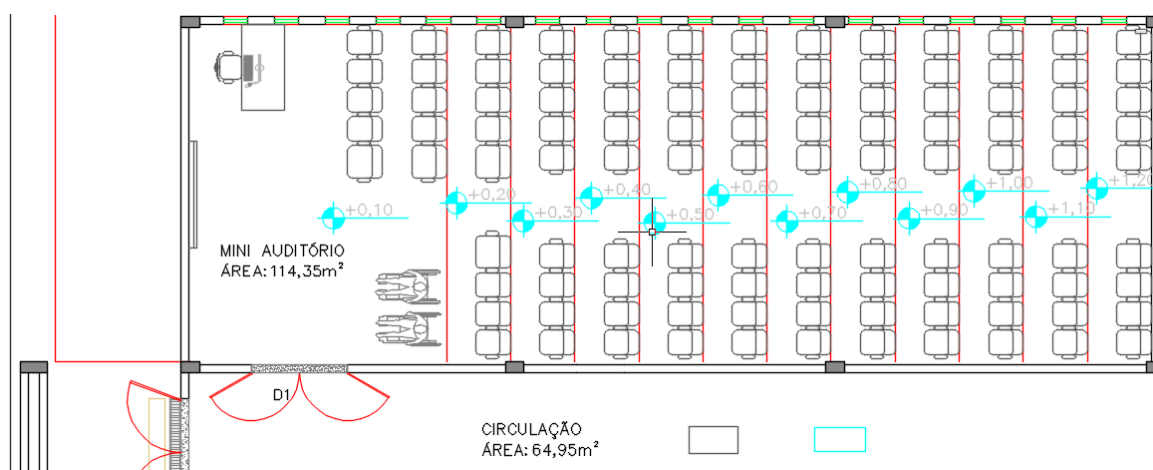 +0,10
+0,20
+0,30
+0,40
+0,50
+0,60
+0,70
+0,80
+0,90
+1,00
+1,10
+1,20
MINI AUDITÓRIO
ÁREA: 114,35m²
D1
CIRCULAÇÃO
ÁREA: 64,95m²